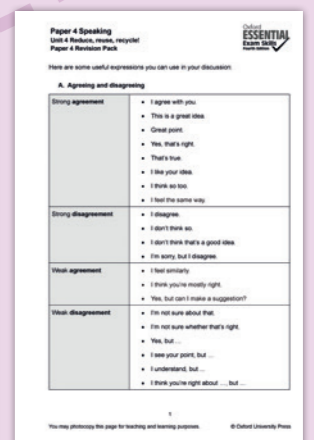 Paper 4 Speaking
Unit 4 Reduce, reuse, recycle!
Paper 4 Revision Pack
Oxford
ESSENTIAL
Exam Skills
Fourth Edition
Here are some useful expressions you can use in your discussion:
A. Agreeing and disagreeing
Strong agreement
• I agree with you.
• This is a great idea.
• Great point.
• Yes, that's right.
• That's true.
• I like your idea.
• I think so too.
• I feel the same way.
Strong disagreement
• I disagree.
• I don't think so.
• I don't think that's a good idea.
• I'm sorry, but I disagree.
Weak agreement
• I feel similarly.
• I think you're mostly right.
• Yes, but can I make a suggestion?
Weak disagreement
• I'm not sure about that.
• I'm not sure whether that's right.
• Yes, but ...
• I see your point, but ...
• I understand, but ...
• I think you're right about ..., but ...
1
You may photocopy this page for teaching and learning purposes.
© Oxford University Press